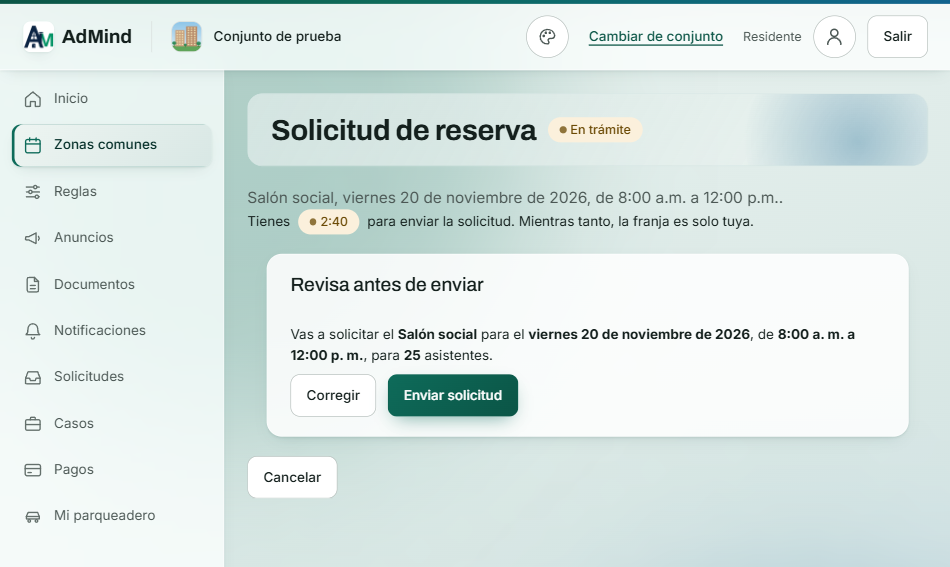 AM AdMind
Conjunto de prueba
Cambiar de conjunto
Residente
Salir
Inicio
Zonas comunes
Reglas
Anuncios
Documentos
Notificaciones
Solicitudes
Casos
Pagos
Mi parqueadero
Solicitud de reserva
En trámite
Salón social, viernes 20 de noviembre de 2026, de 8:00 a.m. a 12:00 p.m..
Tienes 2:40 para enviar la solicitud. Mientras tanto, la franja es solo tuya.
Revisa antes de enviar
Vas a solicitar el Salón social para el viernes 20 de noviembre de 2026, de 8:00 a. m. a
12:00 p. m., para 25 asistentes.
Corregir
Enviar solicitud
Cancelar